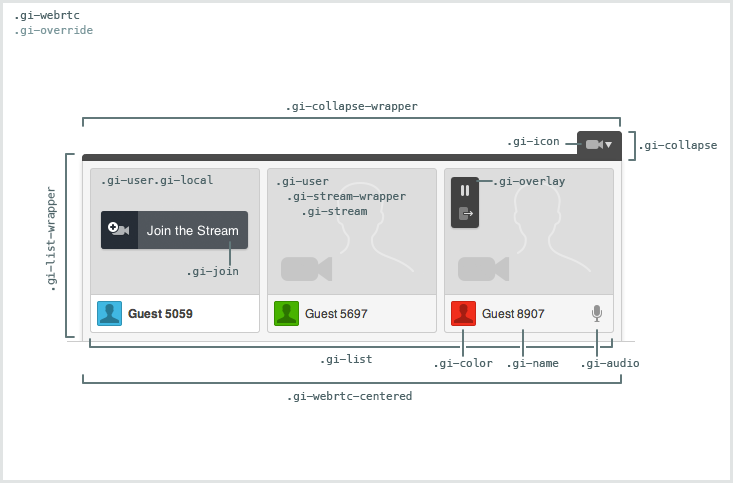 .gi-webrtc
.gi-override
.gi-collapse-wrapper
.gi-icon
.gi-collapse
.gi-list-wrapper
.gi-user.gi-local
.gi-user
.gi-stream-wrapper
.gi-stream
.gi-overlay
Join the Stream
.gi-join
Guest 5059
Guest 5697
Guest 8907
.gi-list
.gi-color
.gi-name
.gi-audio
.gi-webrtc-centered